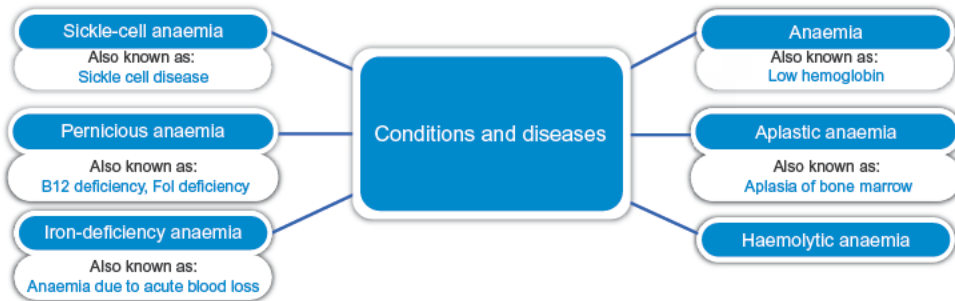 Sickle-cell anaemia
Also known as:
Sickle cell disease
Pernicious anaemia
Also known as:
B12 deficiency, Fol deficiency
Iron-deficiency anaemia
Also known as:
Anaemia due to acute blood loss
Conditions and diseases
Anaemia
Also known as:
Low hemoglobin
Aplastic anaemia
Also known as:
Aplasia of bone marrow
Haemolytic anaemia